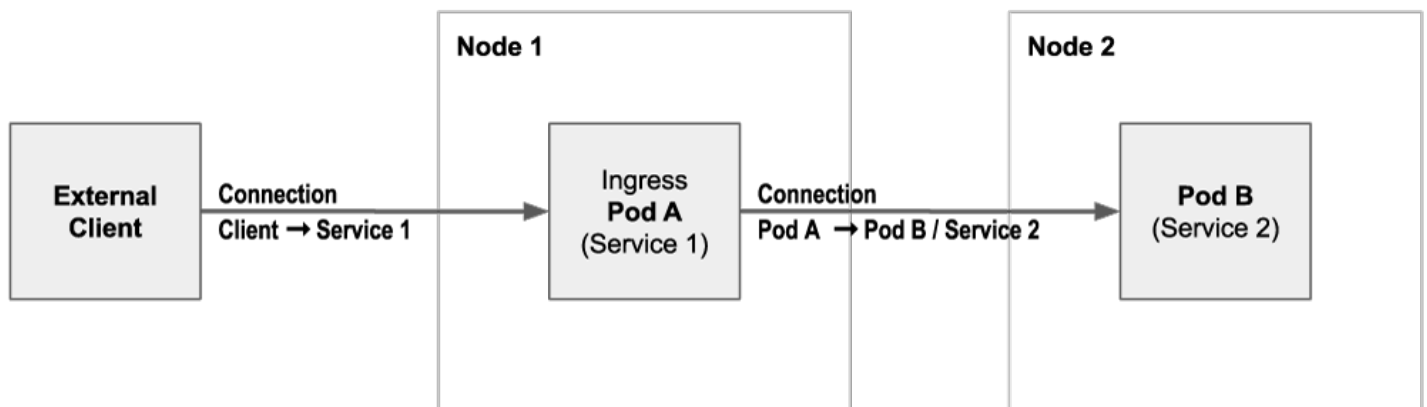 Node 1
Node 2
External
Client
Connection
Client → Service 1
Ingress
Pod A
(Service 1)
Connection
Pod A → Pod B / Service 2
Pod B
(Service 2)